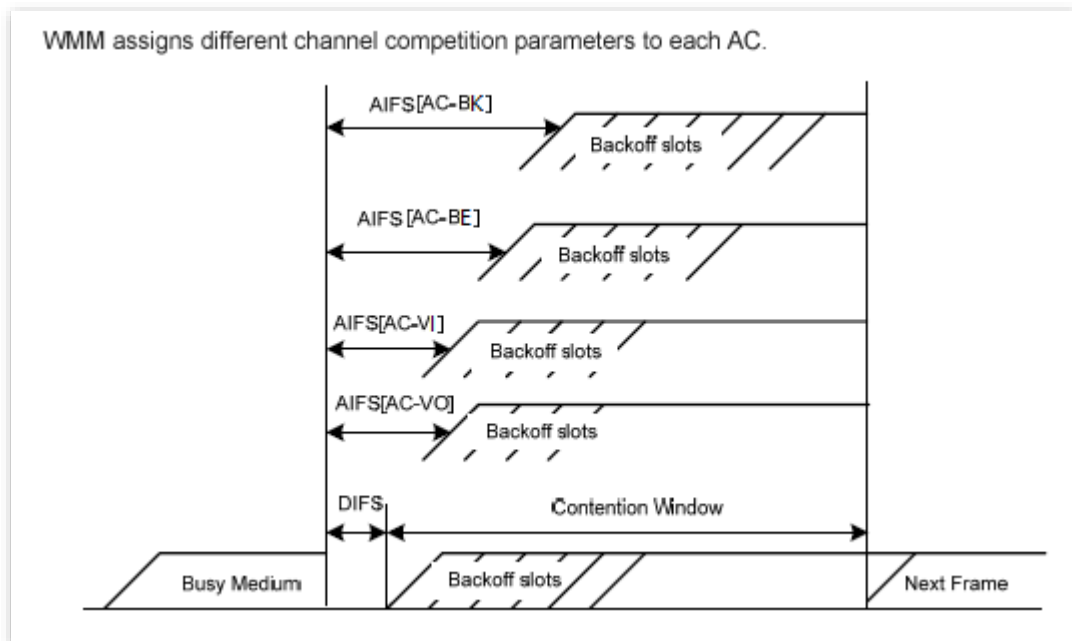 WMM assigns different channel competition parameters to each AC.
AIFS[AC-BK]
Backoff slots
AIFS [AC-BE]
Backoff slots
AIFS[AC-VI]
Backoff slots
AIFS[AC-VO]
Backoff slots
DIFS
Contention Window
Busy Medium
Backoff slots
Next Frame